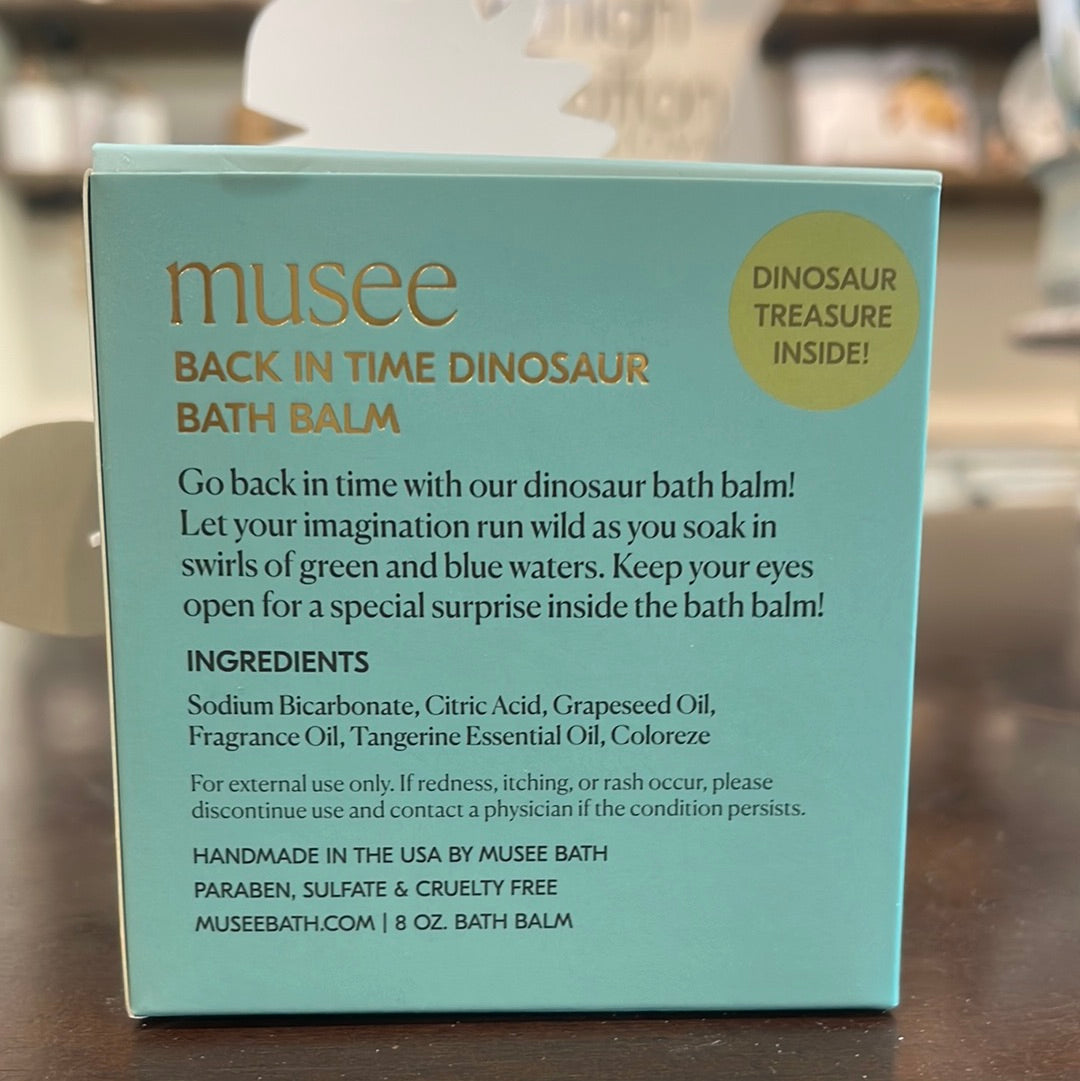 high
musee
BACK IN TIME DINOSAUR
BATH BALM
DINOSAUR
TREASURE
INSIDE!
Go back in time with our dinosaur bath balm!
Let your imagination run wild as you soak in
swirls of green and blue waters. Keep your eyes
open for a special surprise inside the bath balm!
INGREDIENTS
Sodium Bicarbonate, Citric Acid, Grapeseed Oil,
Fragrance Oil, Tangerine Essential Oil, Coloreze
For external use only. If redness, itching, or rash occur, please
discontinue use and contact a physician if the condition persists.
HANDMADE IN THE USA BY MUSEE BATH
PARABEN, SULFATE & CRUELTY FREE
MUSEEBATH.COM | 8 OZ. BATH BALM